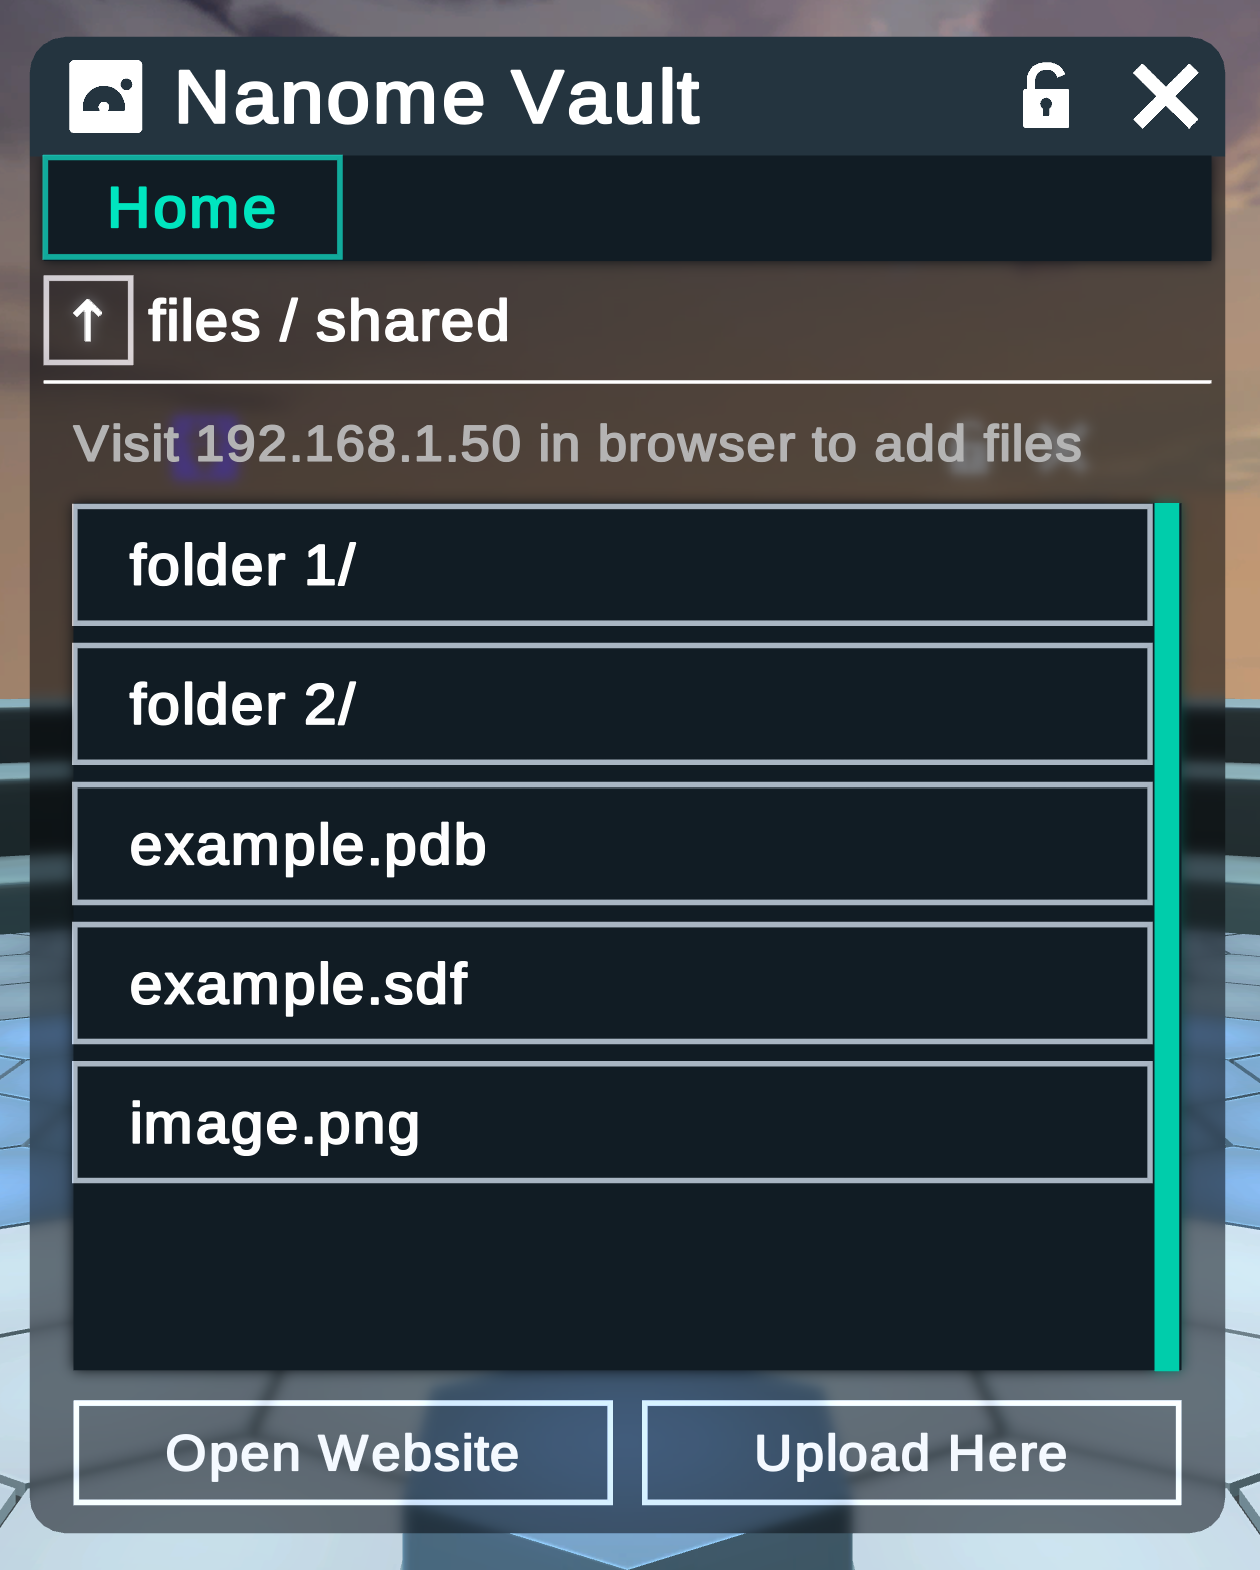 Nanome Vault
Home
↑ files / shared
Visit 192.168.1.50 in browser to add files
folder 1/
folder 2/
example.pdb
example.sdf
image.png
Open Website
Upload Here